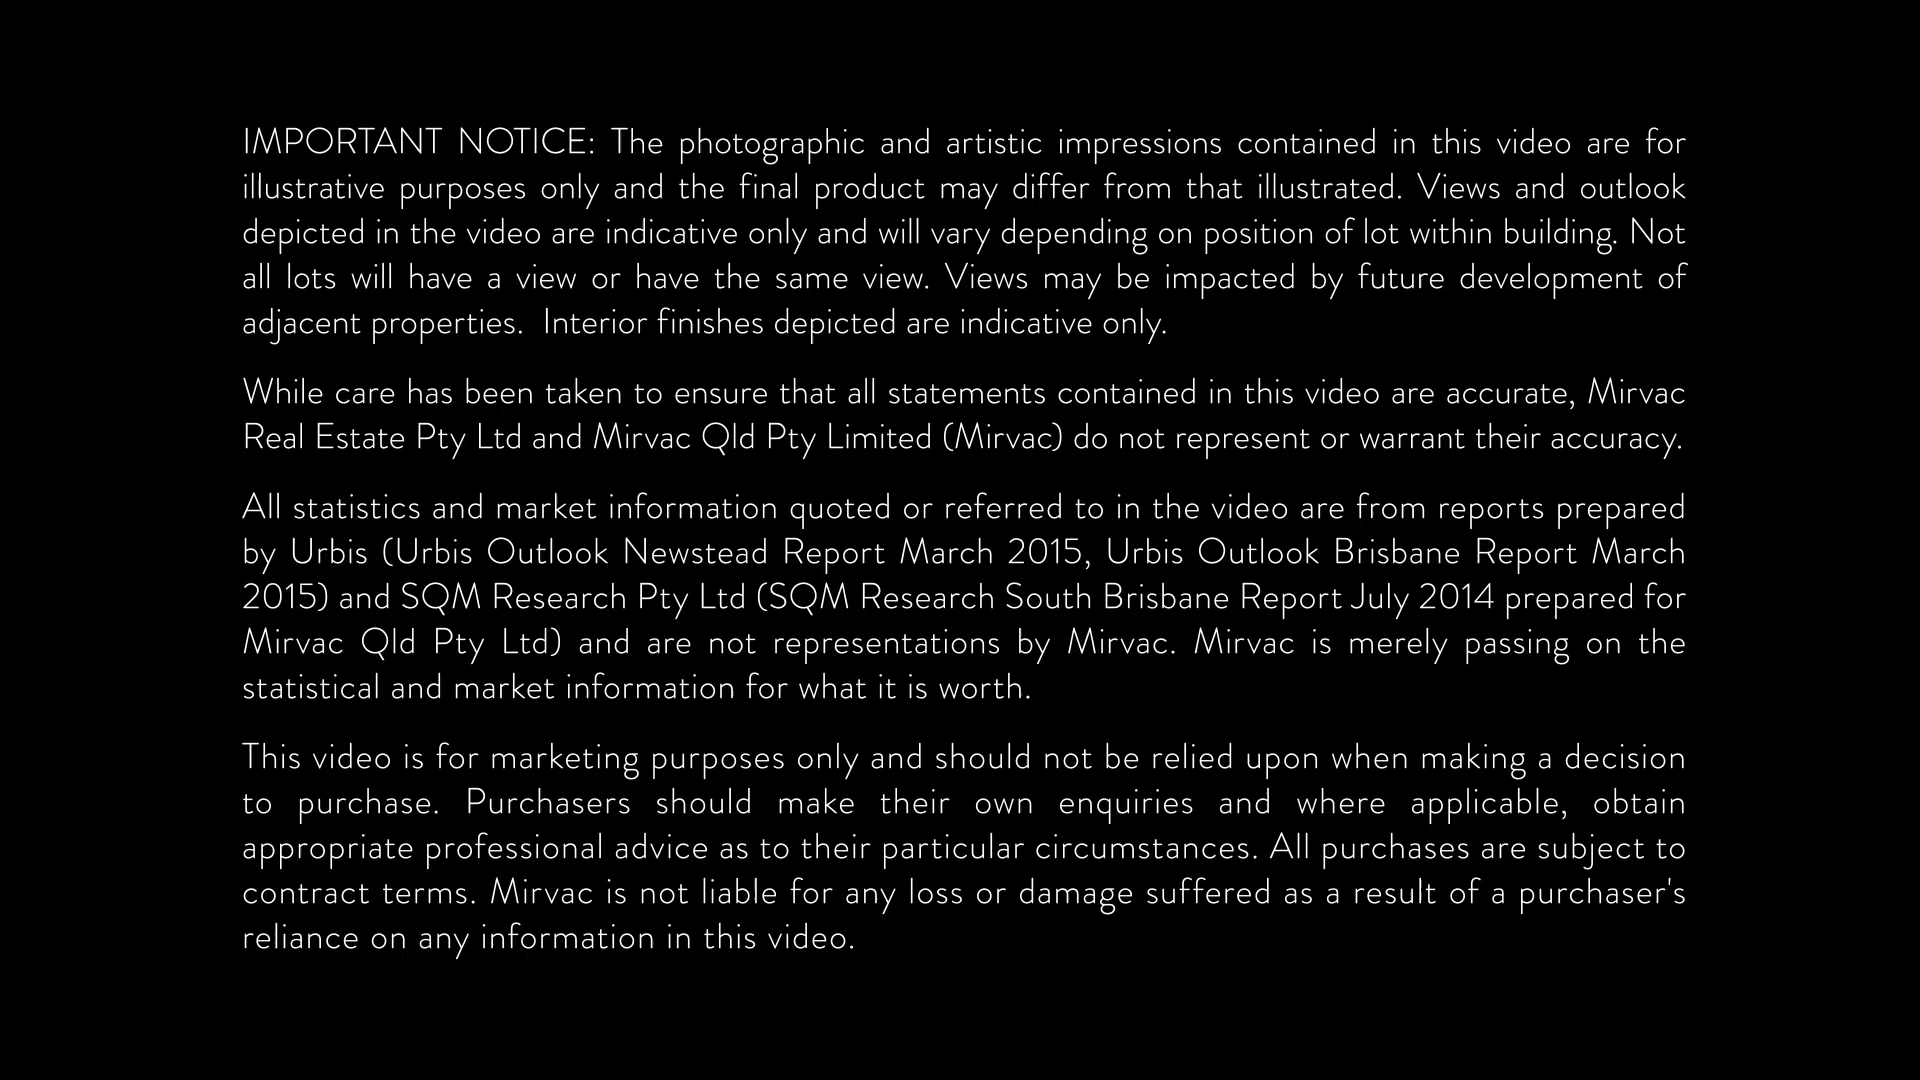 IMPORTANT NOTICE: The photographic and artistic impressions contained in this video are for
illustrative purposes only and the final product may differ from that illustrated. Views and outlook
depicted in the video are indicative only and will vary depending on position of lot within building. Not
all lots will have a view or have the same view. Views may be impacted by future development of
adjacent properties.  Interior finishes depicted are indicative only.
While care has been taken to ensure that all statements contained in this video are accurate, Mirvac
Real Estate Pty Ltd and Mirvac Qld Pty Limited (Mirvac) do not represent or warrant their accuracy.
All statistics and market information quoted or referred to in the video are from reports prepared
by Urbis (Urbis Outlook Newstead Report March 2015, Urbis Outlook Brisbane Report March
2015) and SQM Research Pty Ltd (SQM Research South Brisbane Report July 2014 prepared for
Mirvac Qld Pty Ltd) and are not representations by Mirvac. Mirvac is merely passing on the
statistical and market information for what it is worth.
This video is for marketing purposes only and should not be relied upon when making a decision
to purchase. Purchasers should make their own enquiries and where applicable, obtain
appropriate professional advice as to their particular circumstances. All purchases are subject to
contract terms. Mirvac is not liable for any loss or damage suffered as a result of a purchaser's
reliance on any information in this video.